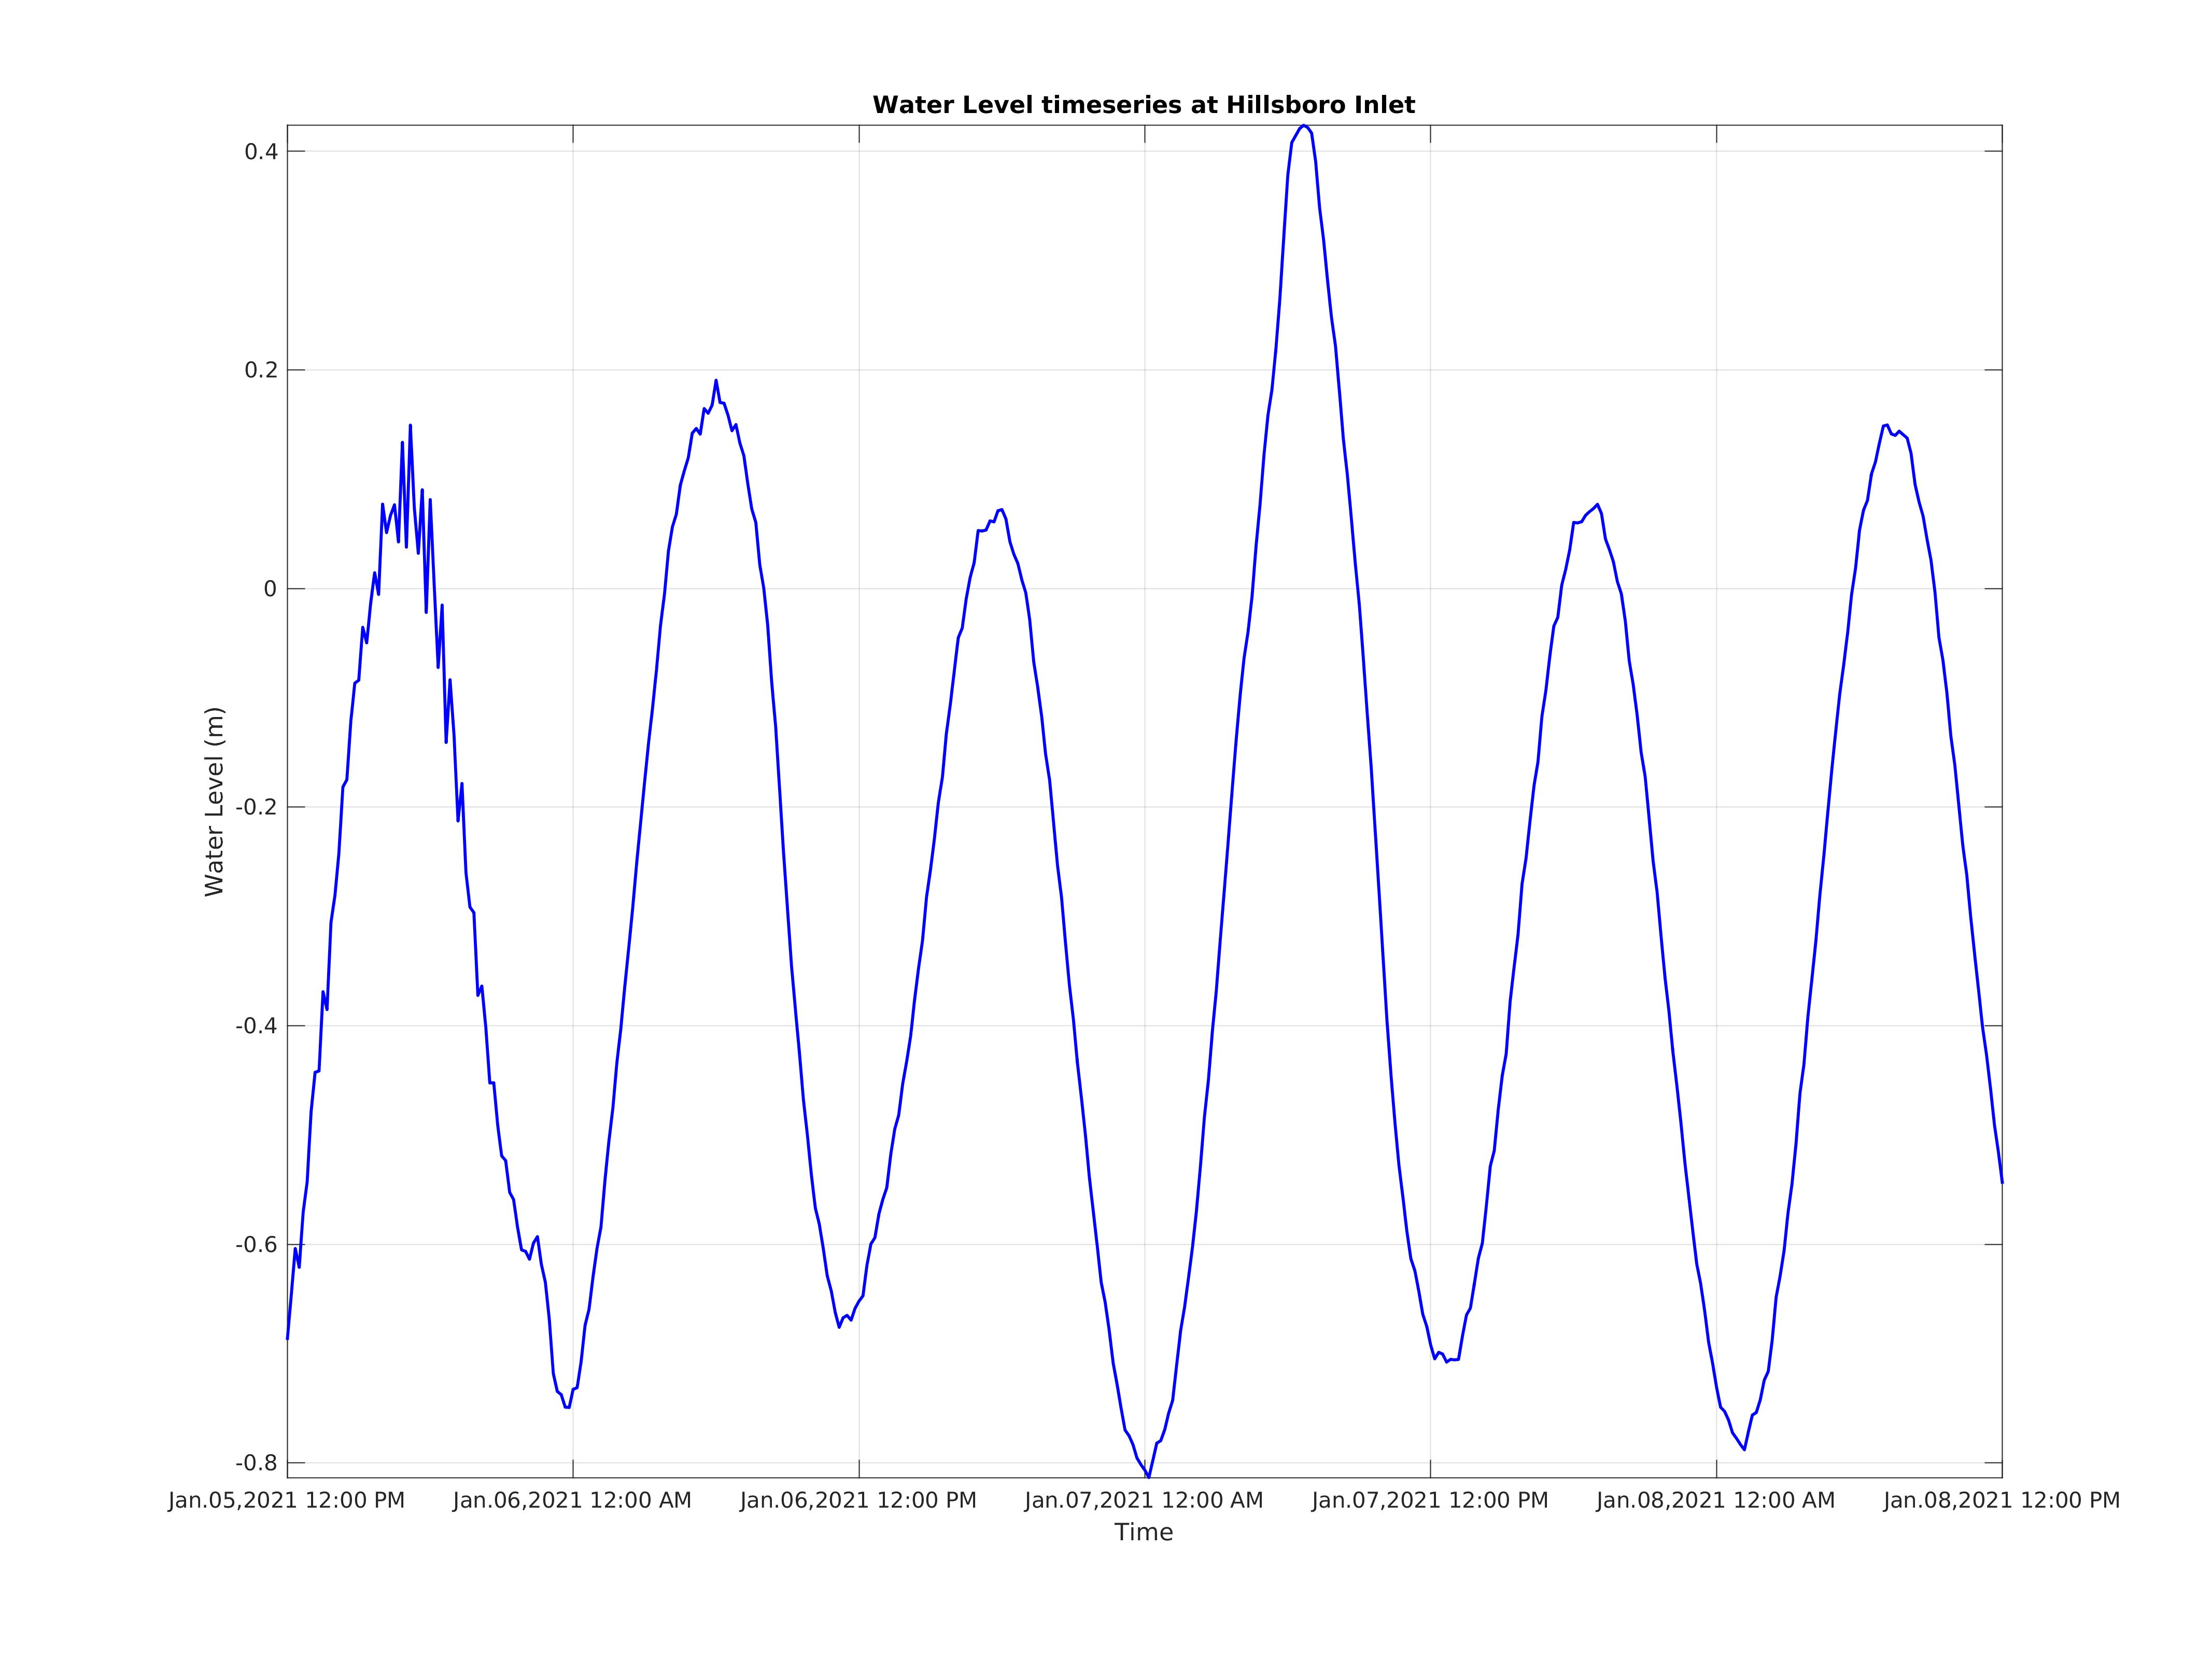 Water Level timeseries at Hillsboro Inlet
0.4
0.2
0
-0.2
-0.4
-0.6
-0.8
Water Level (m)
Jan.05,2021 12:00 PM Jan.06,2021 12:00 AM Jan.06,2021 12:00 PM Jan.07,2021 12:00 AM Jan.07,2021 12:00 PM Jan.08,2021 12:00 AM Jan.08,2021 12:00 PM
Time